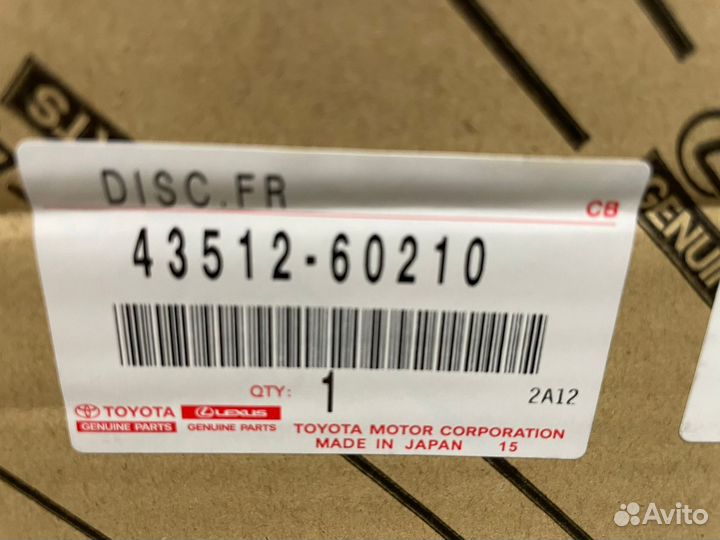 DISC.FR
CB
43512-60210
QTY: 1
2A12
TOYOTA LEXUS
GENUINE PARTS GENUINE PARTS
TOYOTA MOTOR CORPORATION
MADE IN JAPAN 15
GENUIN
Avito